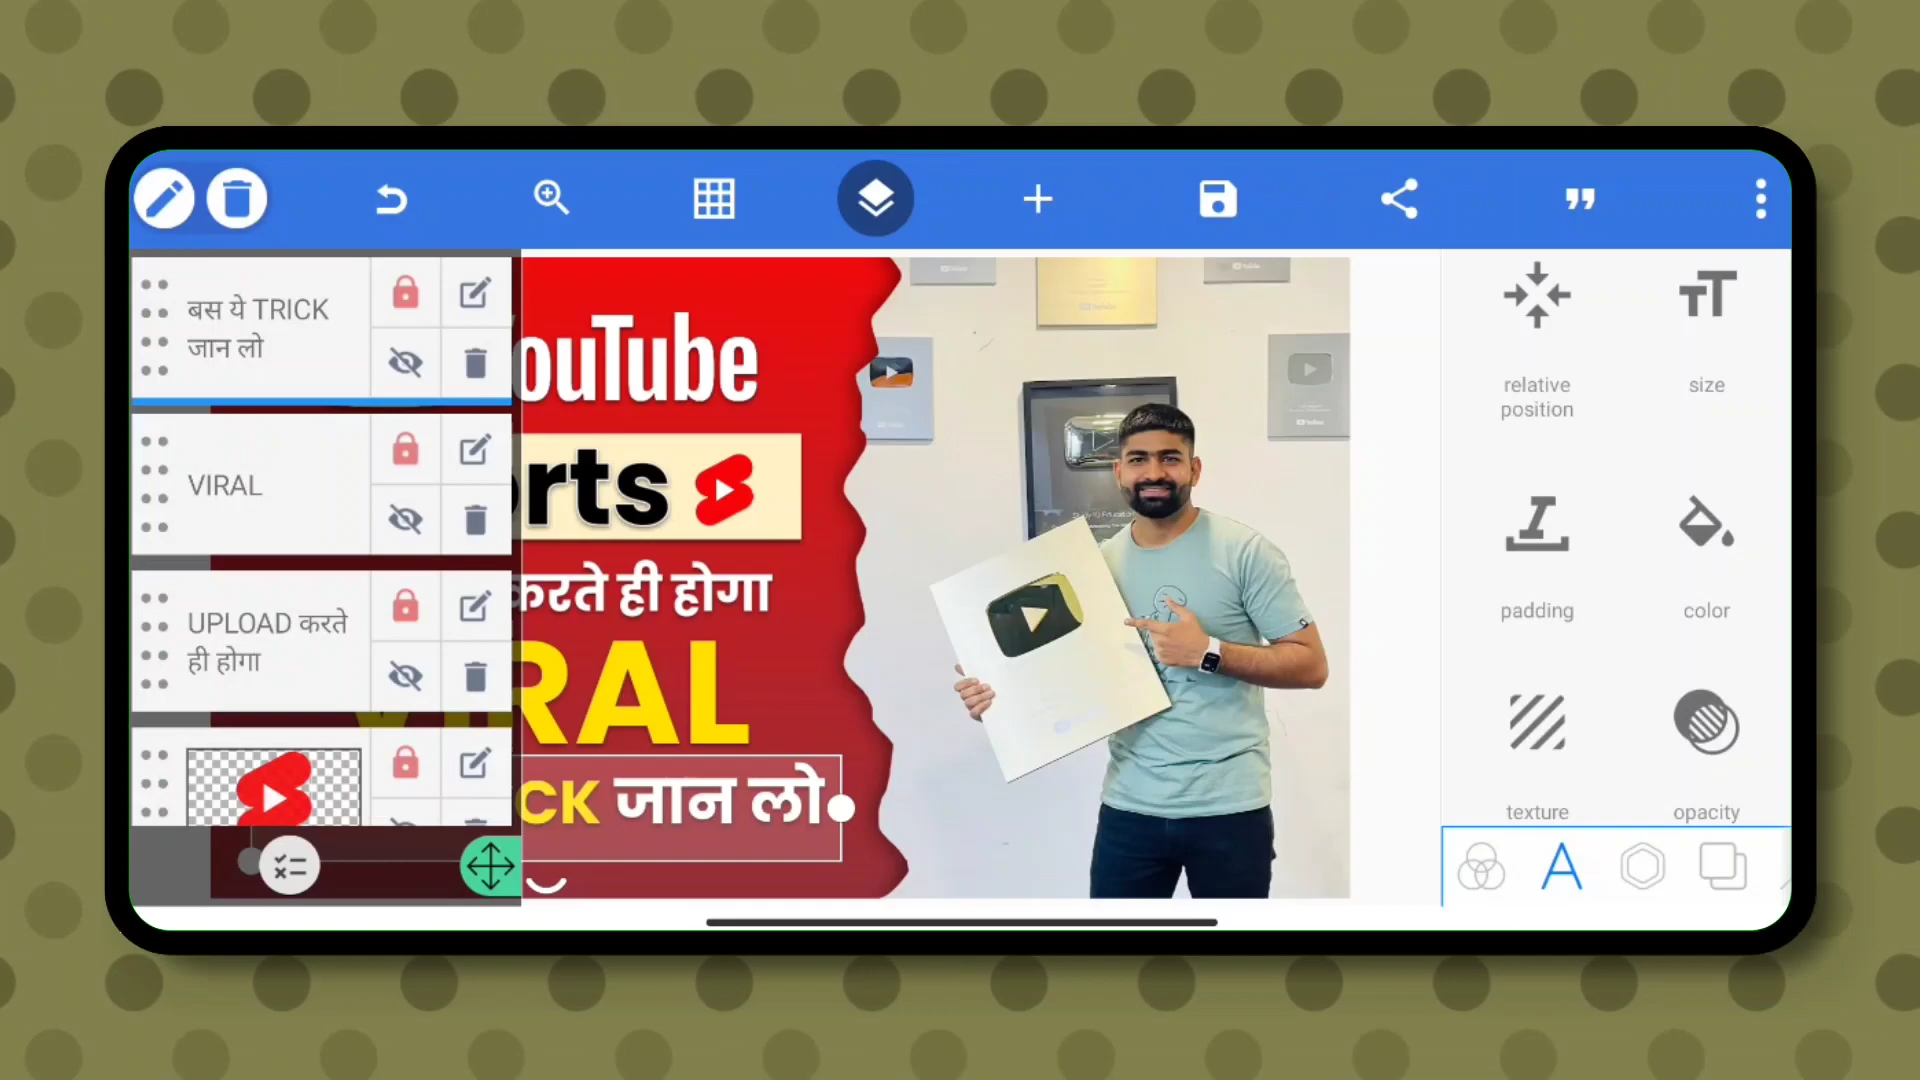 बस ये TRICK
जान लो
VIRAL
UPLOAD करते
ही होगा
ouTube
rts
करते ही होगा
RAL
CK जान लो
relative
position
size
padding
color
texture
opacity
A